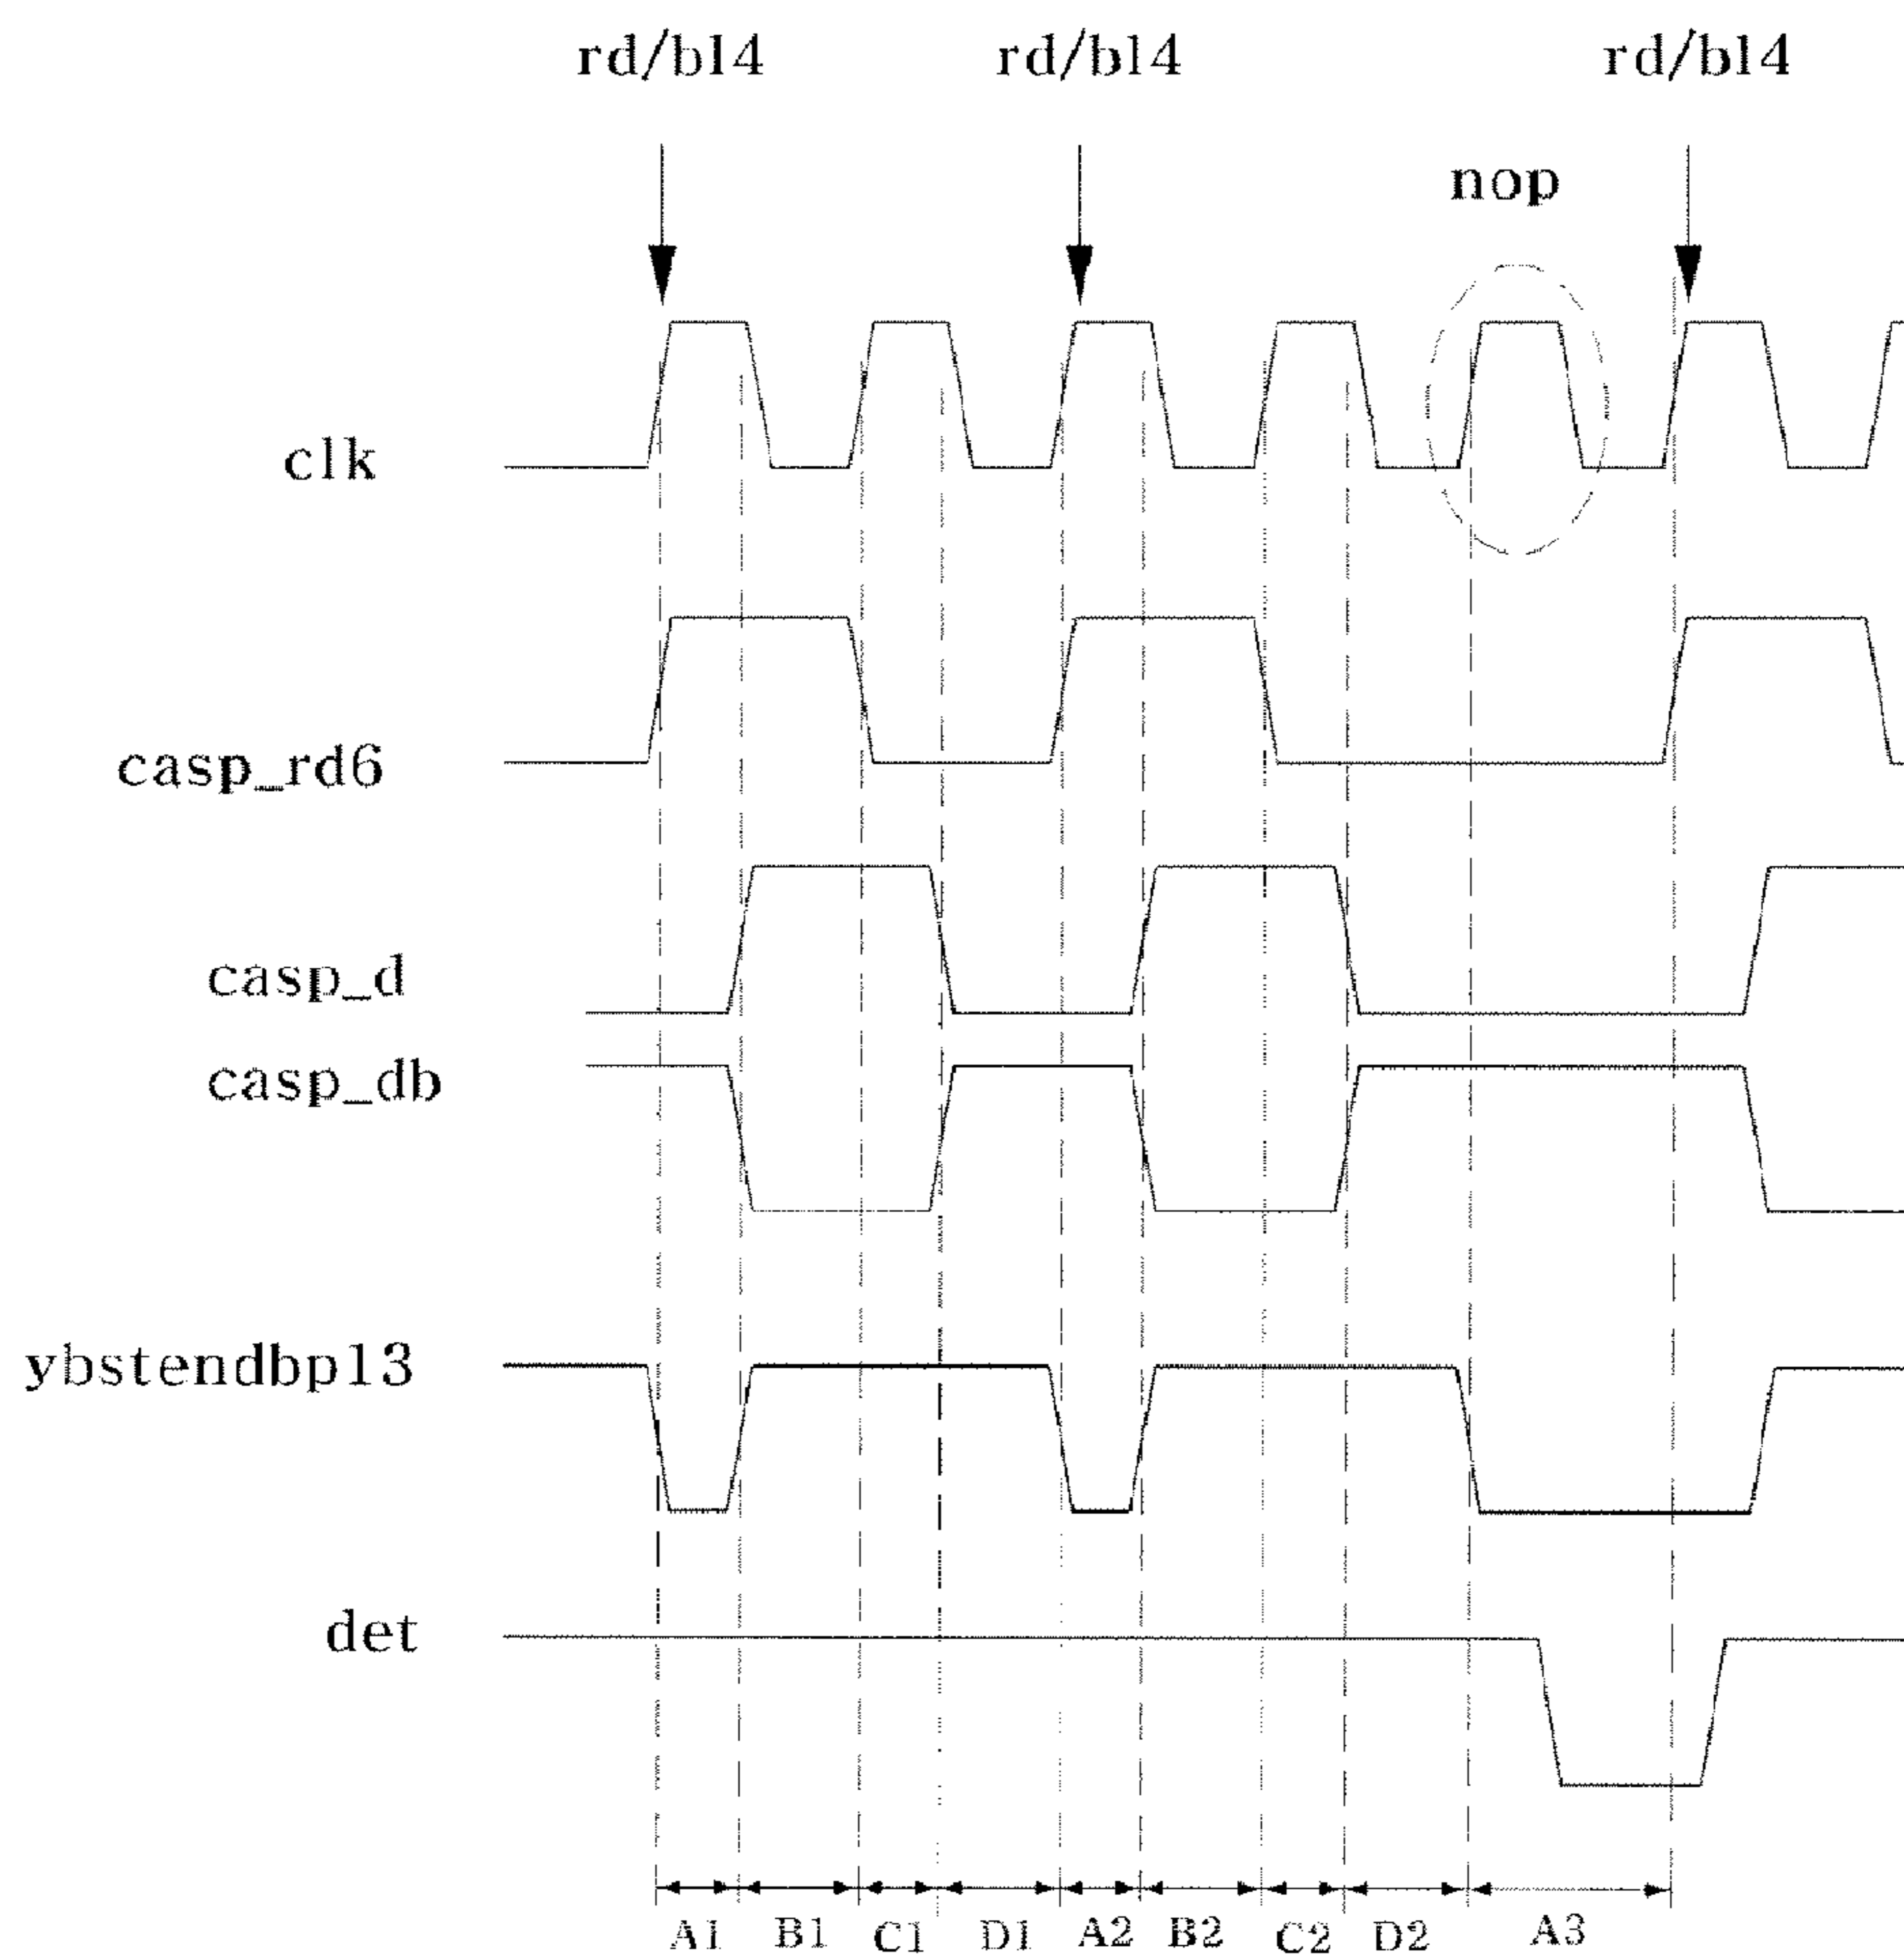 rd/bl4 rd/bl4 rd/bl4
nop
clk
casp_rd6
casp_d
casp_db
ybstendbp13
det
A1 B1 C1 D1 A2 B2 C2 D2 A3